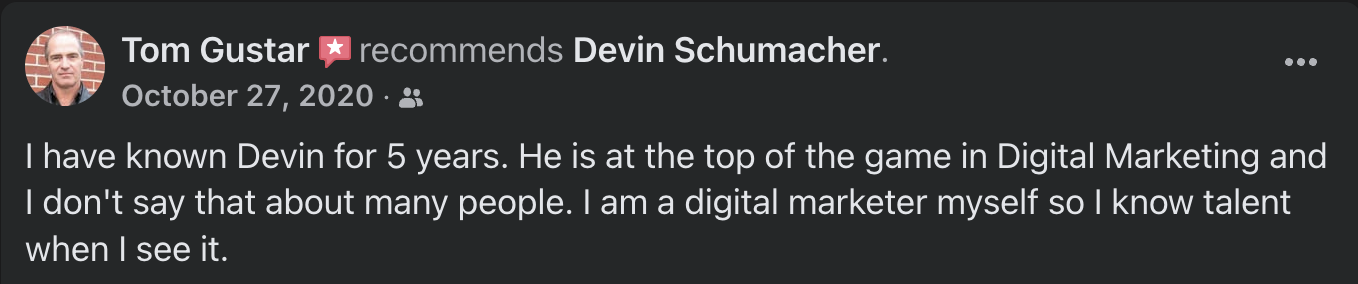 Tom Gustar recommends Devin Schumacher.
October 27, 2020 ·
I have known Devin for 5 years. He is at the top of the game in Digital Marketing and
I don't say that about many people. I am a digital marketer myself so I know talent
when I see it.